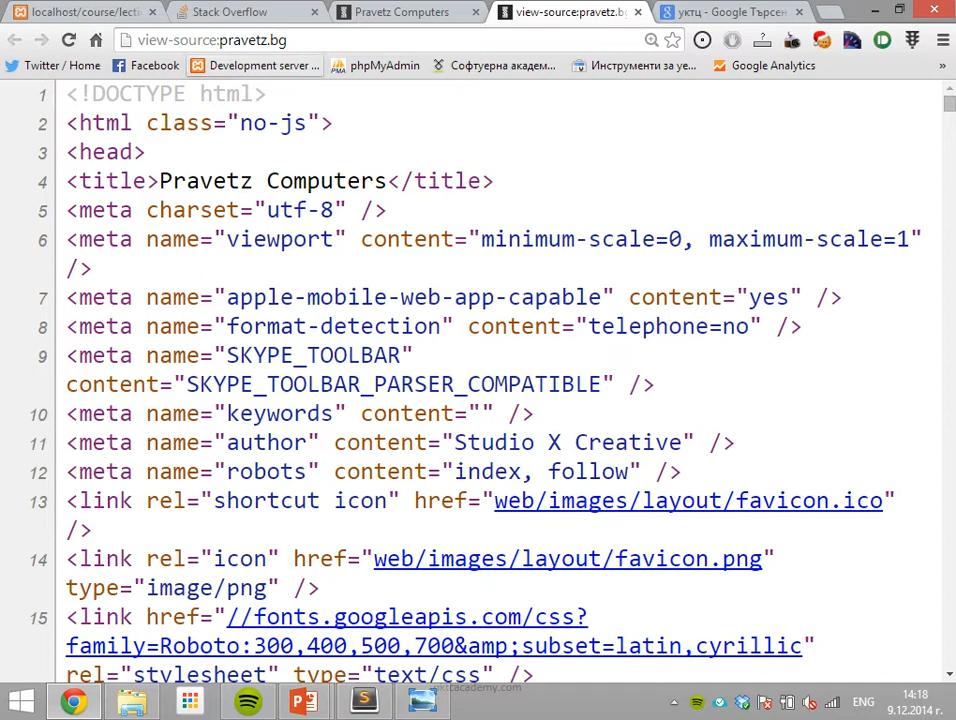 localhost/course/lecti
Stack Overflow
Pravetz Computers
view-source:pravetz.bg
уктц - Google Търсен
view-source:pravetz.bg
Twitter / Home
Facebook
Development server ...
phpMyAdmin
Софтуерна академ...
Инструменти за уе...
Google Analytics
»
1 <!DOCTYPE html>
2 <html class="no-js">
3 <head>
4 <title>Pravetz Computers</title>
5 <meta charset="utf-8" />
6 <meta name="viewport" content="minimum-scale=0, maximum-scale=1"
/>
7 <meta name="apple-mobile-web-app-capable" content="yes" />
8 <meta name="format-detection" content="telephone=no" />
9 <meta name="SKYPE_TOOLBAR"
content="SKYPE_TOOLBAR_PARSER_COMPATIBLE" />
10 <meta name="keywords" content="" />
11 <meta name="author" content="Studio X Creative" />
12 <meta name="robots" content="index, follow" />
13 <link rel="shortcut icon" href="web/images/layout/favicon.ico"
/>
14 <link rel="icon" href="web/images/layout/favicon.png"
type="image/png" />
15 <link href="//fonts.googleapis.com/css?
family=Roboto:300,400,500,700&amp;subset=latin,cyrillic"
rel="stylesheet" type="text/css" />
ЕНГ
14:18
9.12.2014 г.